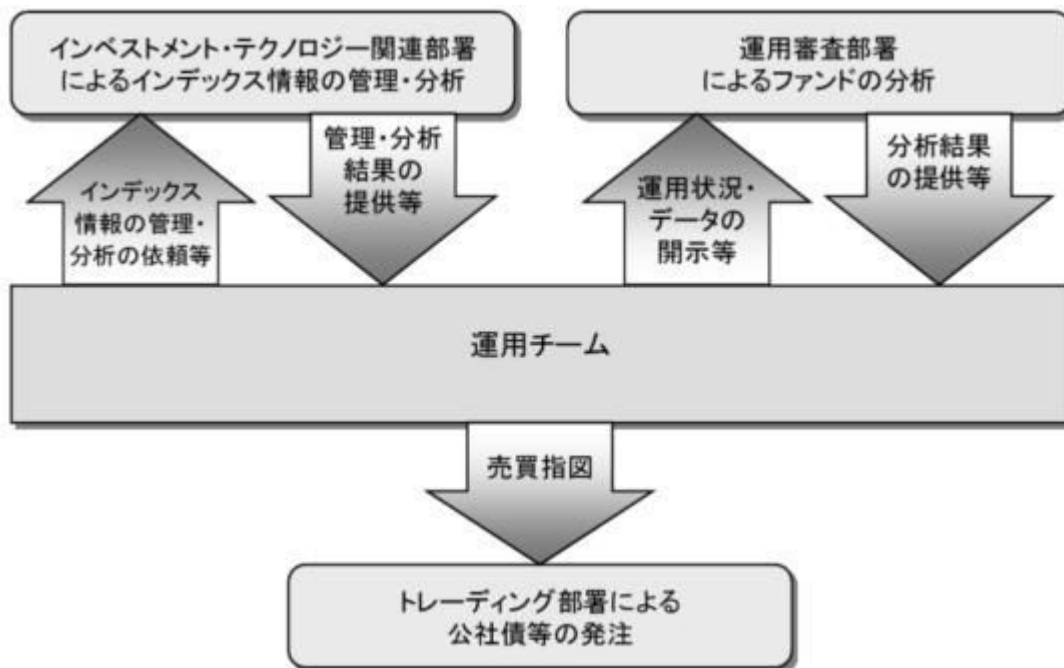 インベストメント・テクノロジー関連部署
によるインデックス情報の管理・分析
運用審査部署
によるファンドの分析
インデックス
情報の管理・
分析の依頼等
管理・分析
結果の
提供等
運用状況・
データの
開示等
分析結果
の提供等
運用チーム
売買指図
トレーディング部署による
公社債等の発注